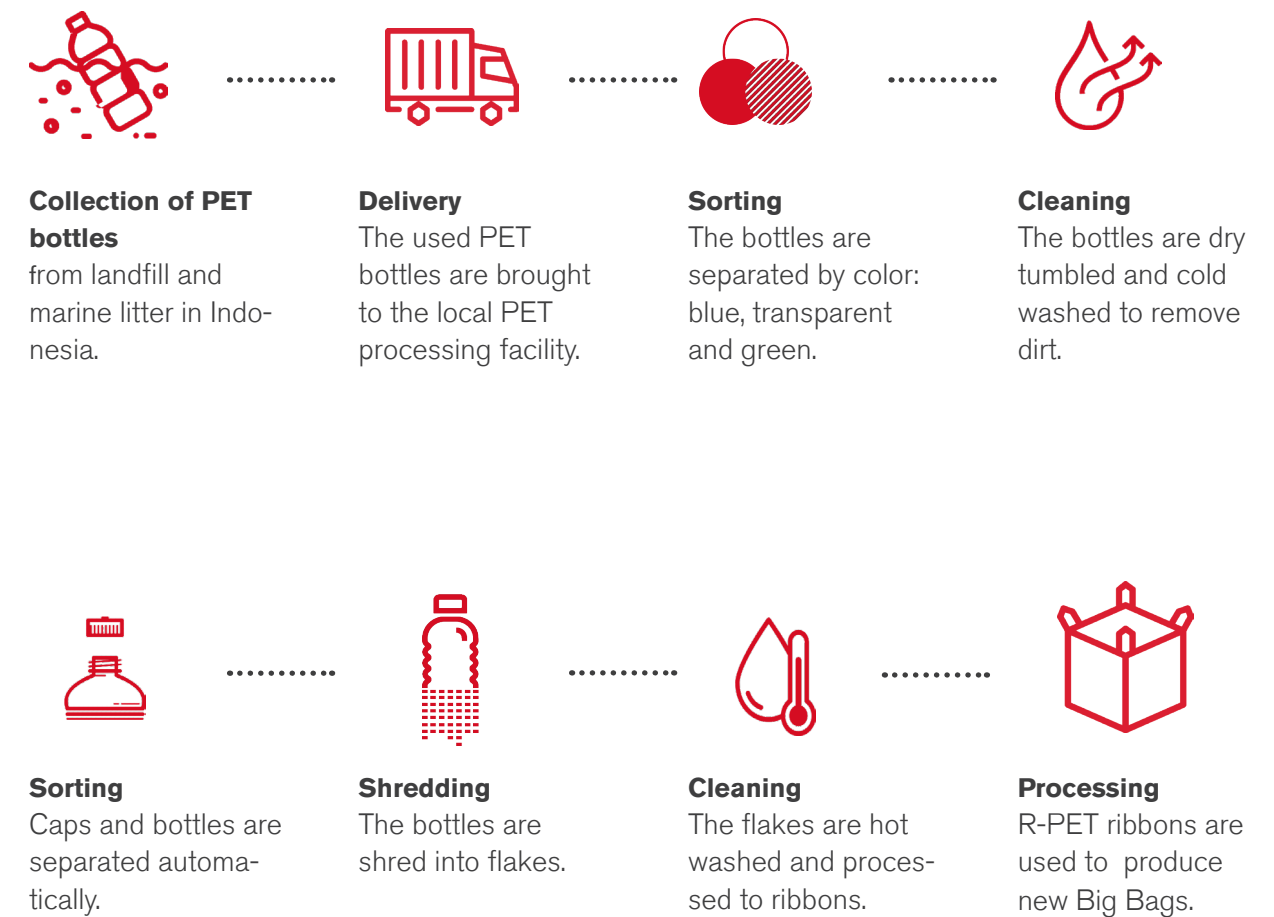 Collection of PET
bottles
from landfill and
marine litter in Indo-
nesia.
Delivery
The used PET
bottles are brought
to the local PET
processing facility.
Sorting
The bottles are
separated by color:
blue, transparent
and green.
Cleaning
The bottles are dry
tumbled and cold
washed to remove
dirt.
Sorting
Caps and bottles are
separated automa-
tically.
Shredding
The bottles are
shred into flakes.
Cleaning
The flakes are hot
washed and proces-
sed to ribbons.
Processing
R-PET ribbons are
used to  produce
new Big Bags.